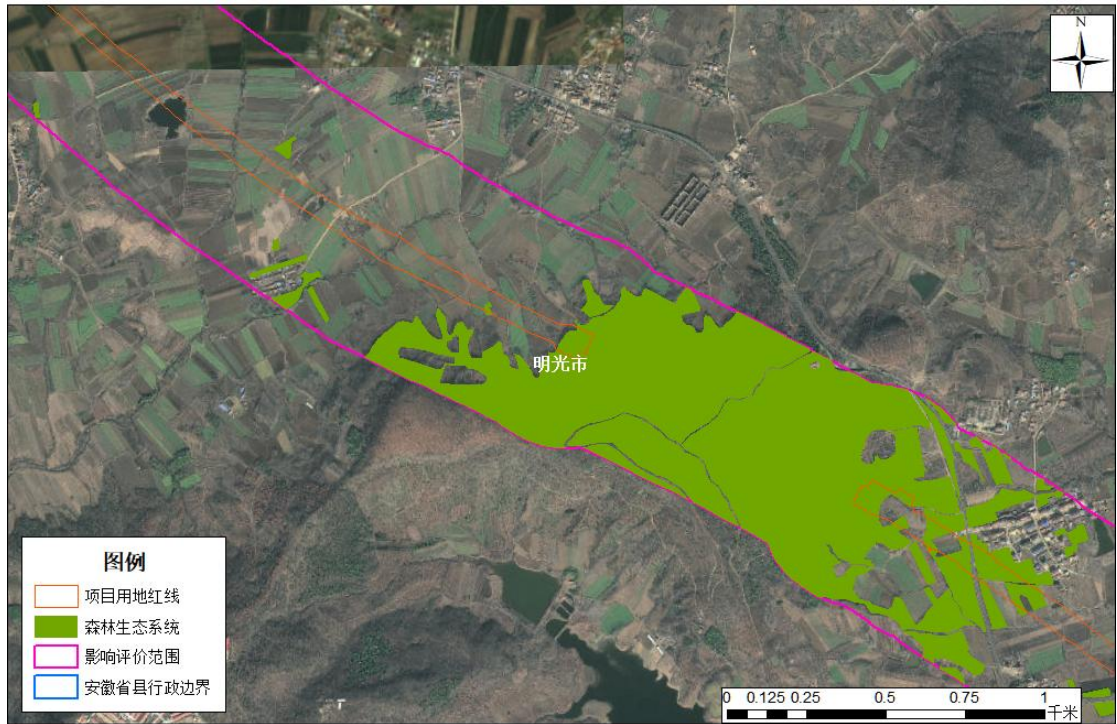 N
明光市
图例
项目用地红线
森林生态系统
影响评价范围
安徽省县行政边界
0 0.125 0.25 0.5 0.75 1
千米